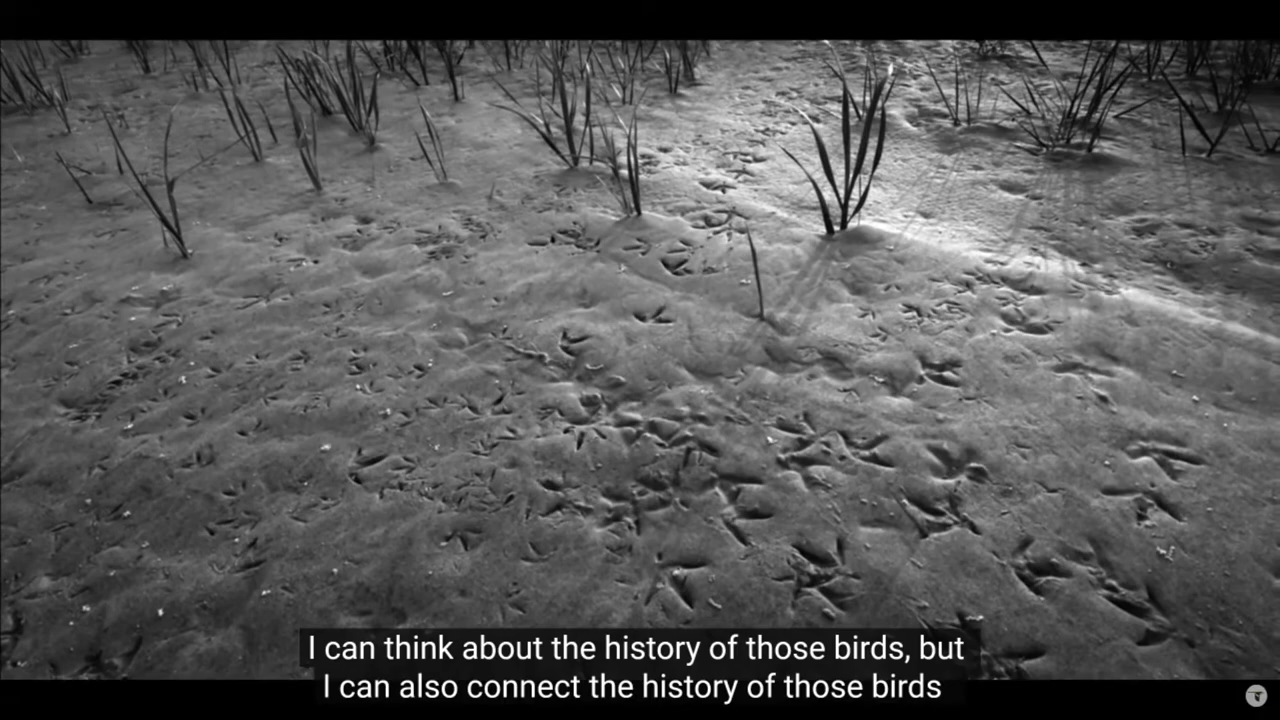 I can think about the history of those birds, but
I can also connect the history of those birds